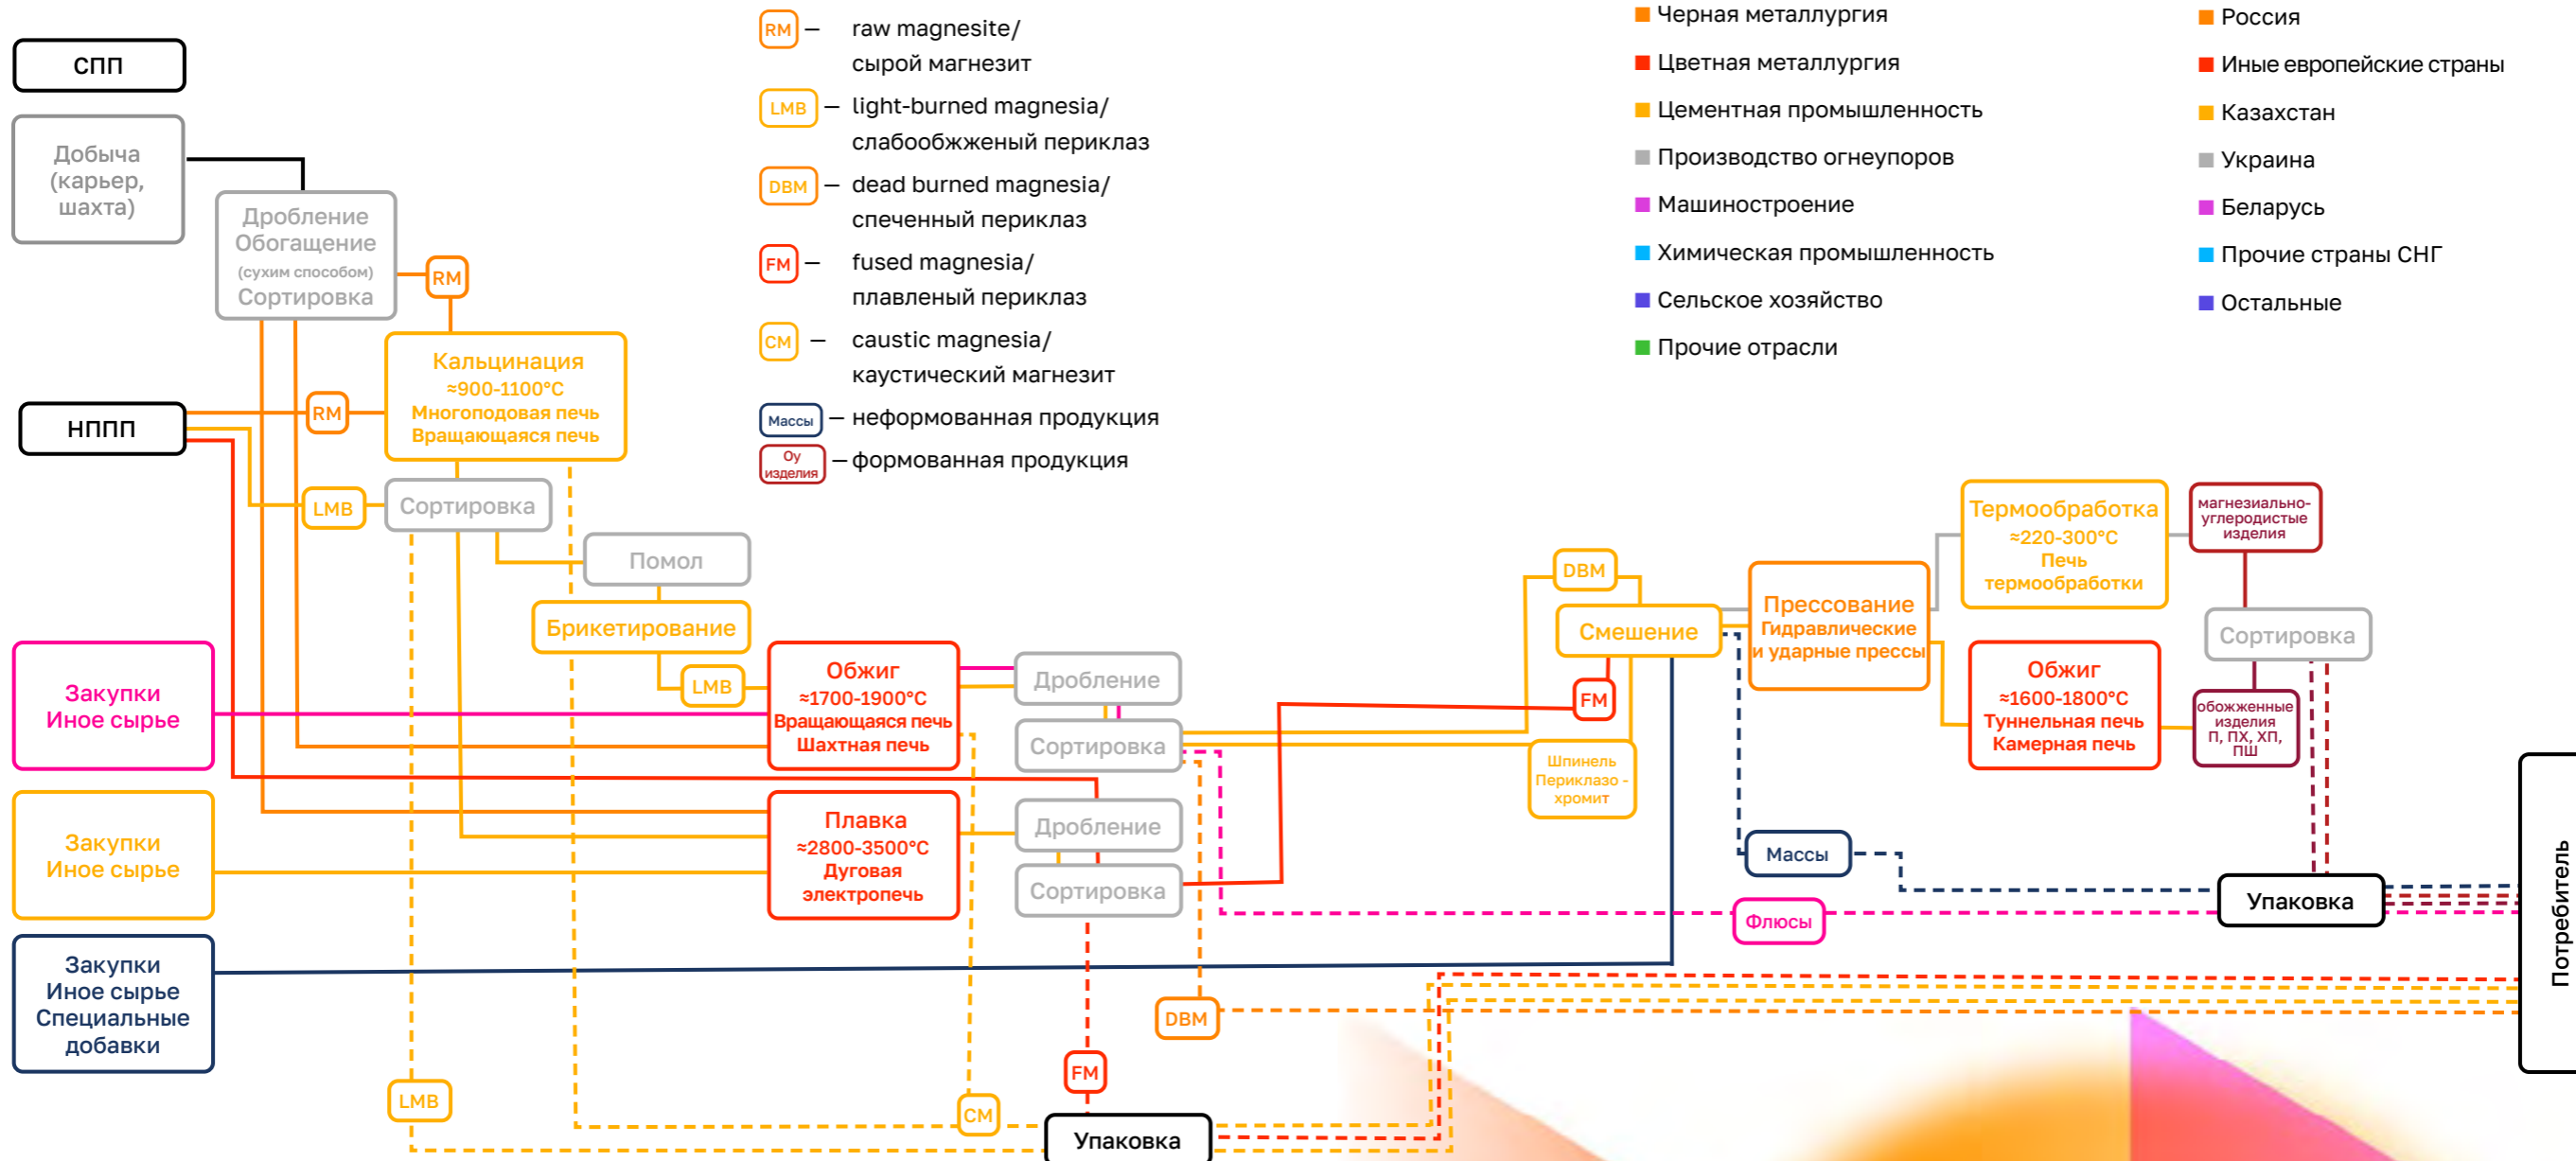 СПП
Добыча
(карьер,
шахта)
Дробление
Обогащение
(сухим способом)
Сортировка
RM
Кальцинация
≈900-1100°C
Многоподовая печь
Вращающаяся печь
НППП
RM
LMB
Сортировка
Помол
Брикетирование
LMB
RM — raw magnesite/
сырой магнезит
LMB — light-burned magnesia/
слабообжженый периклаз
DBM — dead burned magnesia/
спеченный периклаз
FM — fused magnesia/
плавленый периклаз
CM — caustic magnesia/
каустический магнезит
Массы — неформованная продукция
Оу
изделия — формованная продукция
Черная металлургия
Цветная металлургия
Цементная промышленность
Производство огнеупоров
Машиностроение
Химическая промышленность
Сельское хозяйство
Прочие отрасли
Россия
Иные европейские страны
Казахстан
Украина
Беларусь
Прочие страны СНГ
Остальные
Закупки
Иное сырье
Закупки
Иное сырье
Закупки
Иное сырье
Специальные
добавки
Обжиг
≈1700-1900°C
Вращающаяся печь
Шахтная печь
Плавка
≈2800-3500°C
Дуговая
электропечь
Дробление
Сортировка
Дробление
Сортировка
DBM
Смешение
FM
Шпинель
Периклазо -
хромит
Прессование
Гидравлические
и ударные прессы
Термообработка
≈220-300°C
Печь
термообработки
магнезиально-
углеродистые
изделия
Сортировка
Обжиг
≈1600-1800°C
Туннельная печь
Камерная печь
обожженные
изделия
П, ПХ, ХП,
ПШ
Массы
Флюсы
Упаковка
Потребитель
DBM
FM
LMB
CM
Упаковка